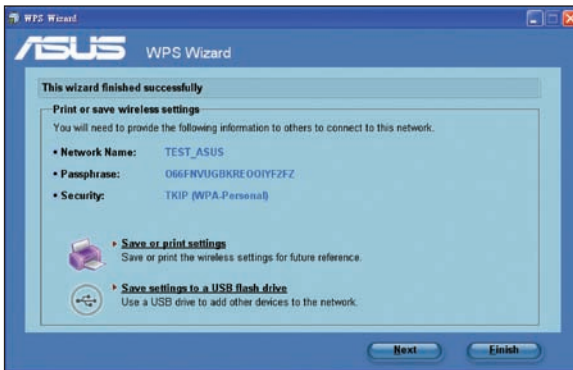 WPS Wizard
ASUS WPS Wizard
This wizard finished successfully
Print or save wireless settings
You will need to provide the following information to others to connect to this network.
• Network Name: TEST_ASUS
• Passphrase: O66FNVUGBKREOOIYF2FZ
• Security: TKIP (WPA-Personal)
Save or print settings
Save or print the wireless settings for future reference.
Save settings to a USB flash drive
Use a USB drive to add other devices to the network.
Next Finish